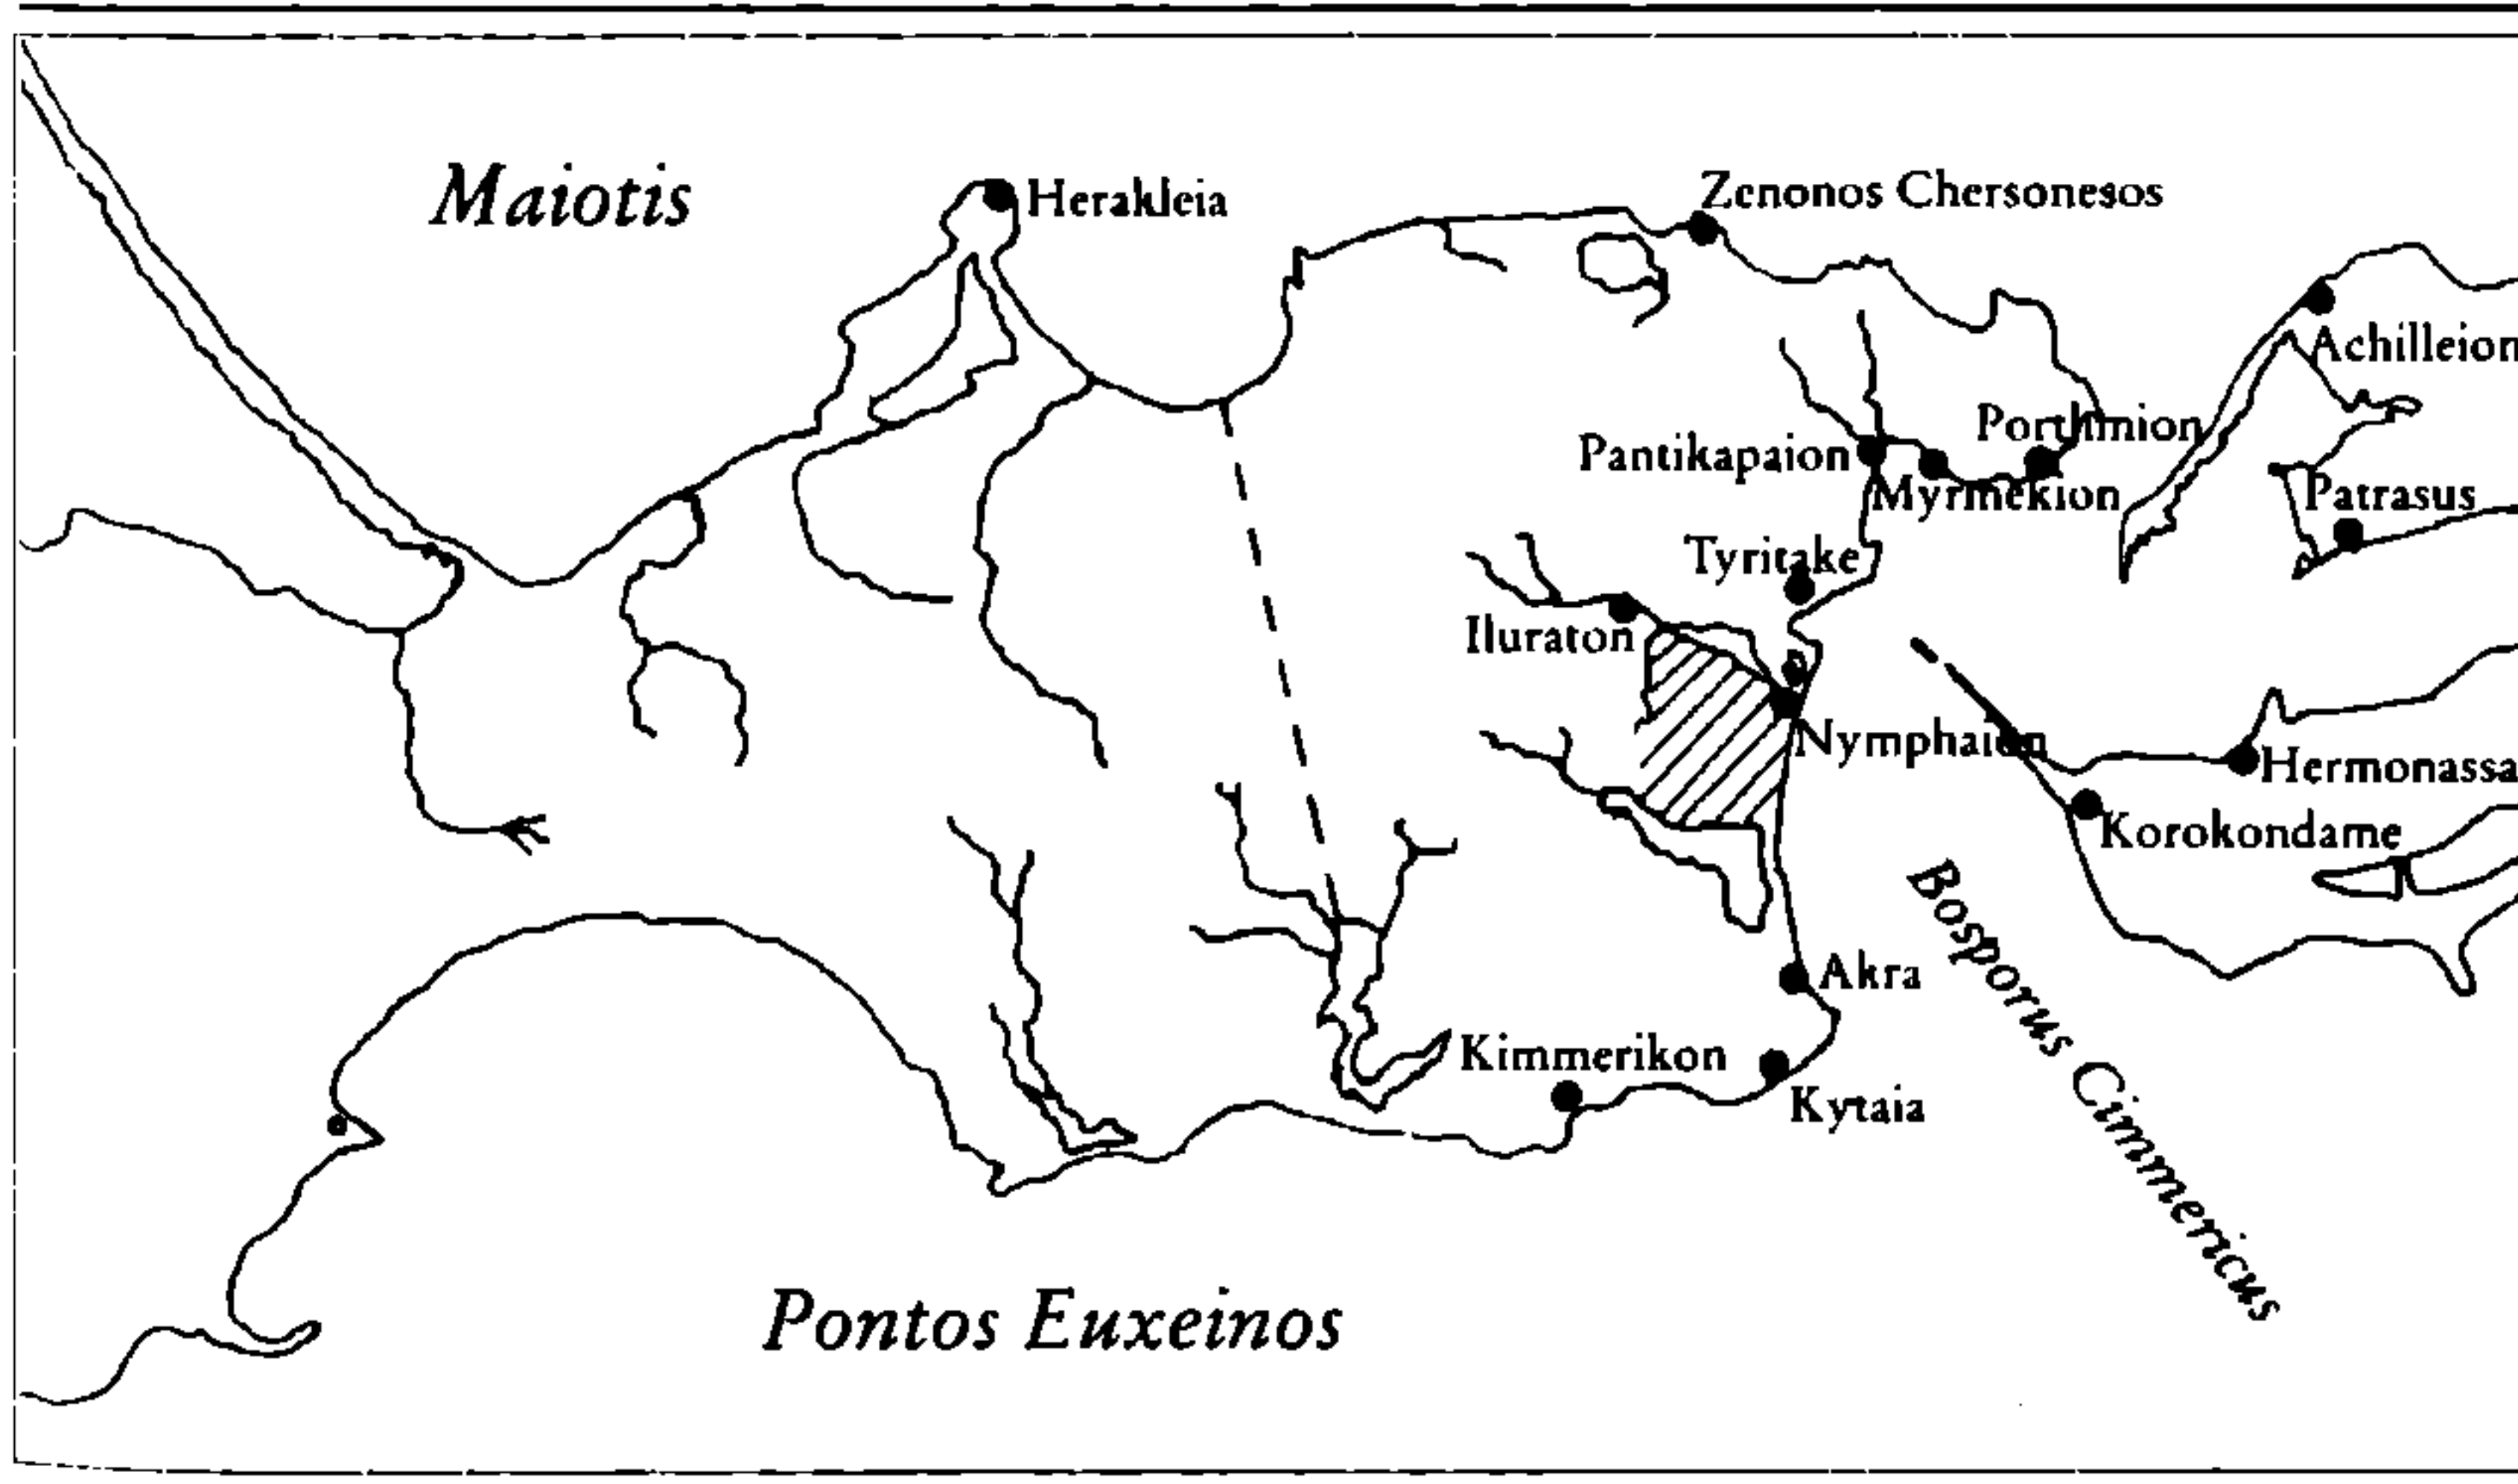 Maiotis
Herakleia
Zenonos Chersonesos
Achilleion
Porthmion
Pantikapaion
Myrmekion
Patrasus
Tyritake
Iluraton
Nymphaion
Hermonassa
Korokondame
Bosporus Cimmericus
Akra
Kimmerikon
Kytaia
Pontos Euxeinos